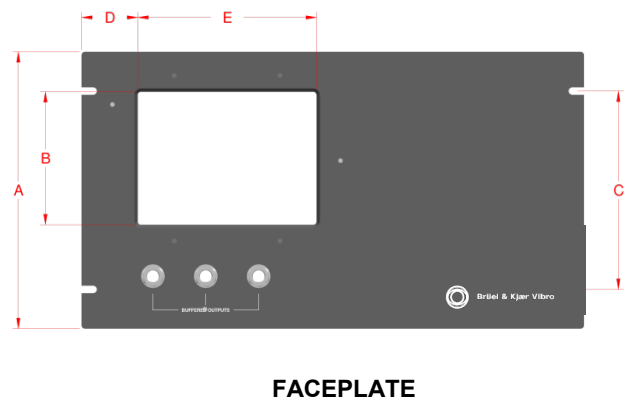 D
E
B
A
C
BUFFERED OUTPUTS
Brüel & Kjær Vibro
FACEPLATE